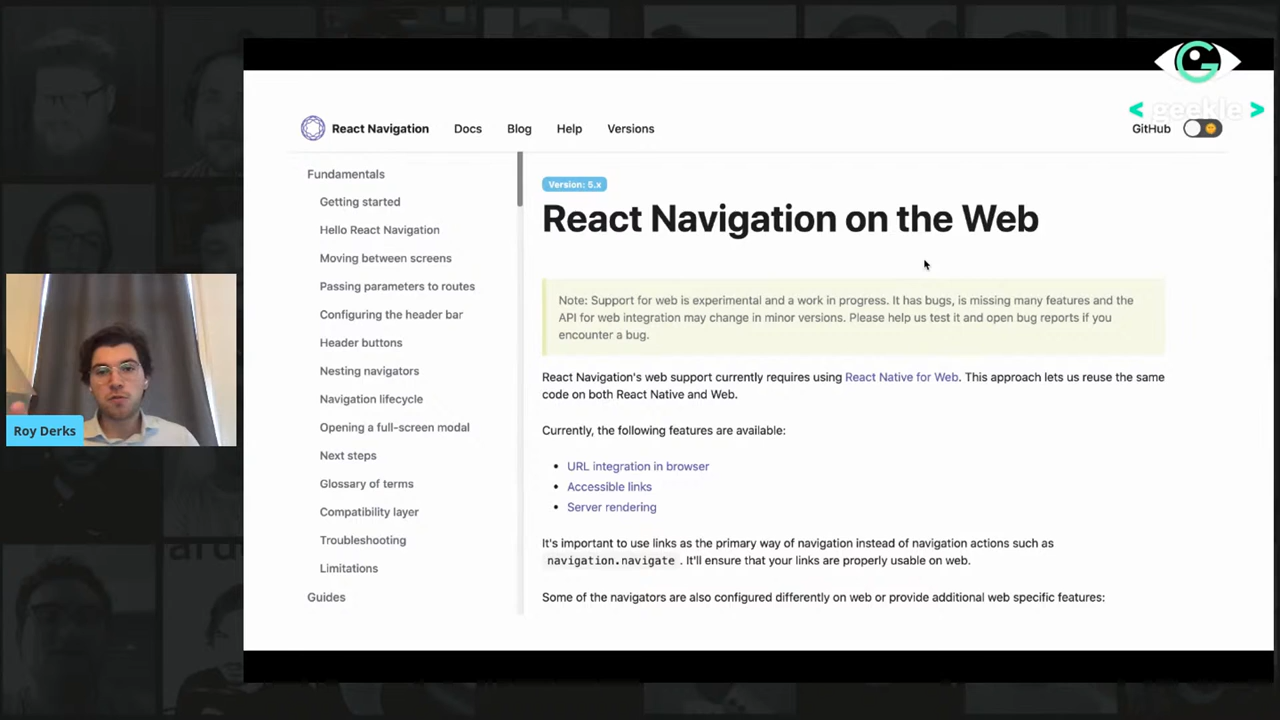 G
< geekle >
React Navigation Docs Blog Help Versions GitHub
Fundamentals
Getting started
Hello React Navigation
Moving between screens
Passing parameters to routes
Configuring the header bar
Header buttons
Nesting navigators
Navigation lifecycle
Opening a full-screen modal
Next steps
Glossary of terms
Compatibility layer
Troubleshooting
Limitations
Guides
Version: 5.x
React Navigation on the Web
Note: Support for web is experimental and a work in progress. It has bugs, is missing many features and the
API for web integration may change in minor versions. Please help us test it and open bug reports if you
encounter a bug.
React Navigation's web support currently requires using React Native for Web. This approach lets us reuse the same
code on both React Native and Web.
Currently, the following features are available:
• URL integration in browser
• Accessible links
• Server rendering
It's important to use links as the primary way of navigation instead of navigation actions such as
navigation.navigate . It'll ensure that your links are properly usable on web.
Some of the navigators are also configured differently on web or provide additional web specific features:
Roy Derks